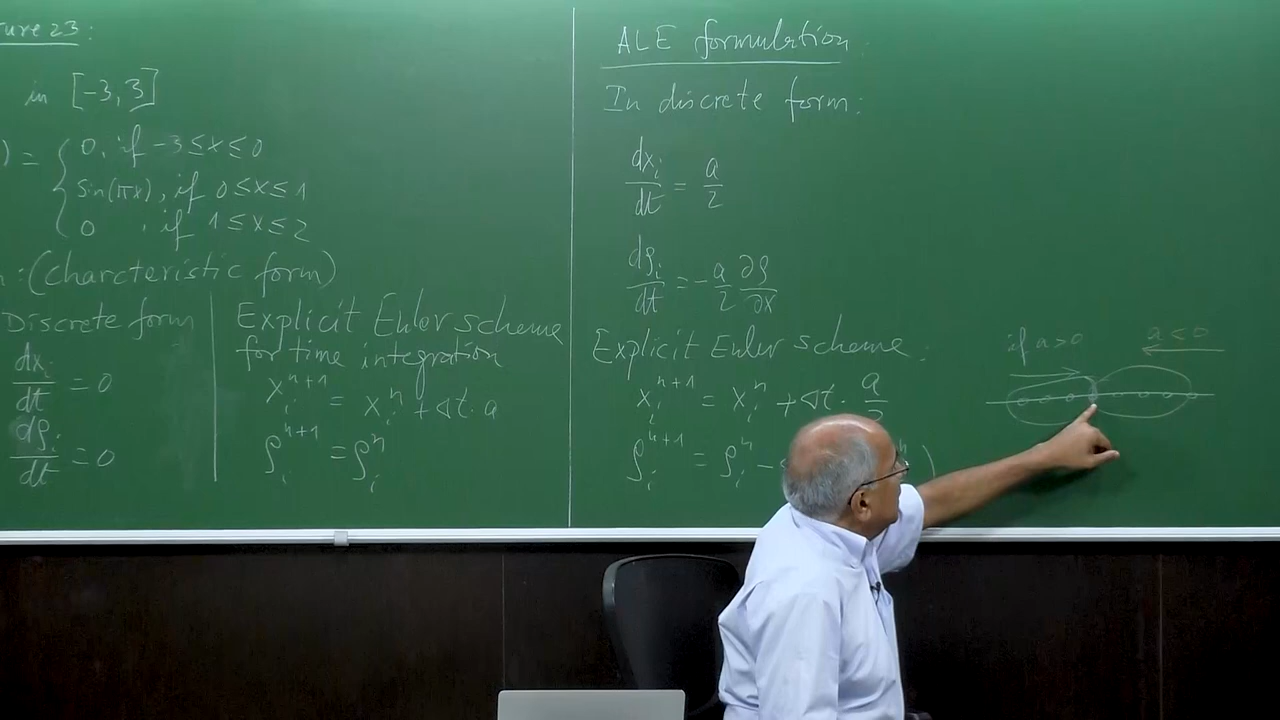 ture 23:
in [-3, 3]
) = { 0, if -3 ≤ x ≤ 0
sin(πx), if 0 ≤ x ≤ 1
0 , if 1 ≤ x ≤ 2
n: (Charcteristic form)
Discrete form
dx_i/dt = 0
dρ_i/dt = 0
Explicit Euler scheme
for time integration
x_i^{n+1} = x_i^n + Δt · a
ρ_i^{n+1} = ρ_i^n
ALE formulation
In discrete form:
dx_i/dt = a/2
dρ_i/dt = -a/2 ∂ρ/∂x
Explicit Euler scheme:
x_i^{n+1} = x_i^n + Δt · a/2
ρ_i^{n+1} = ρ_i^n - )
if a>0
a<0